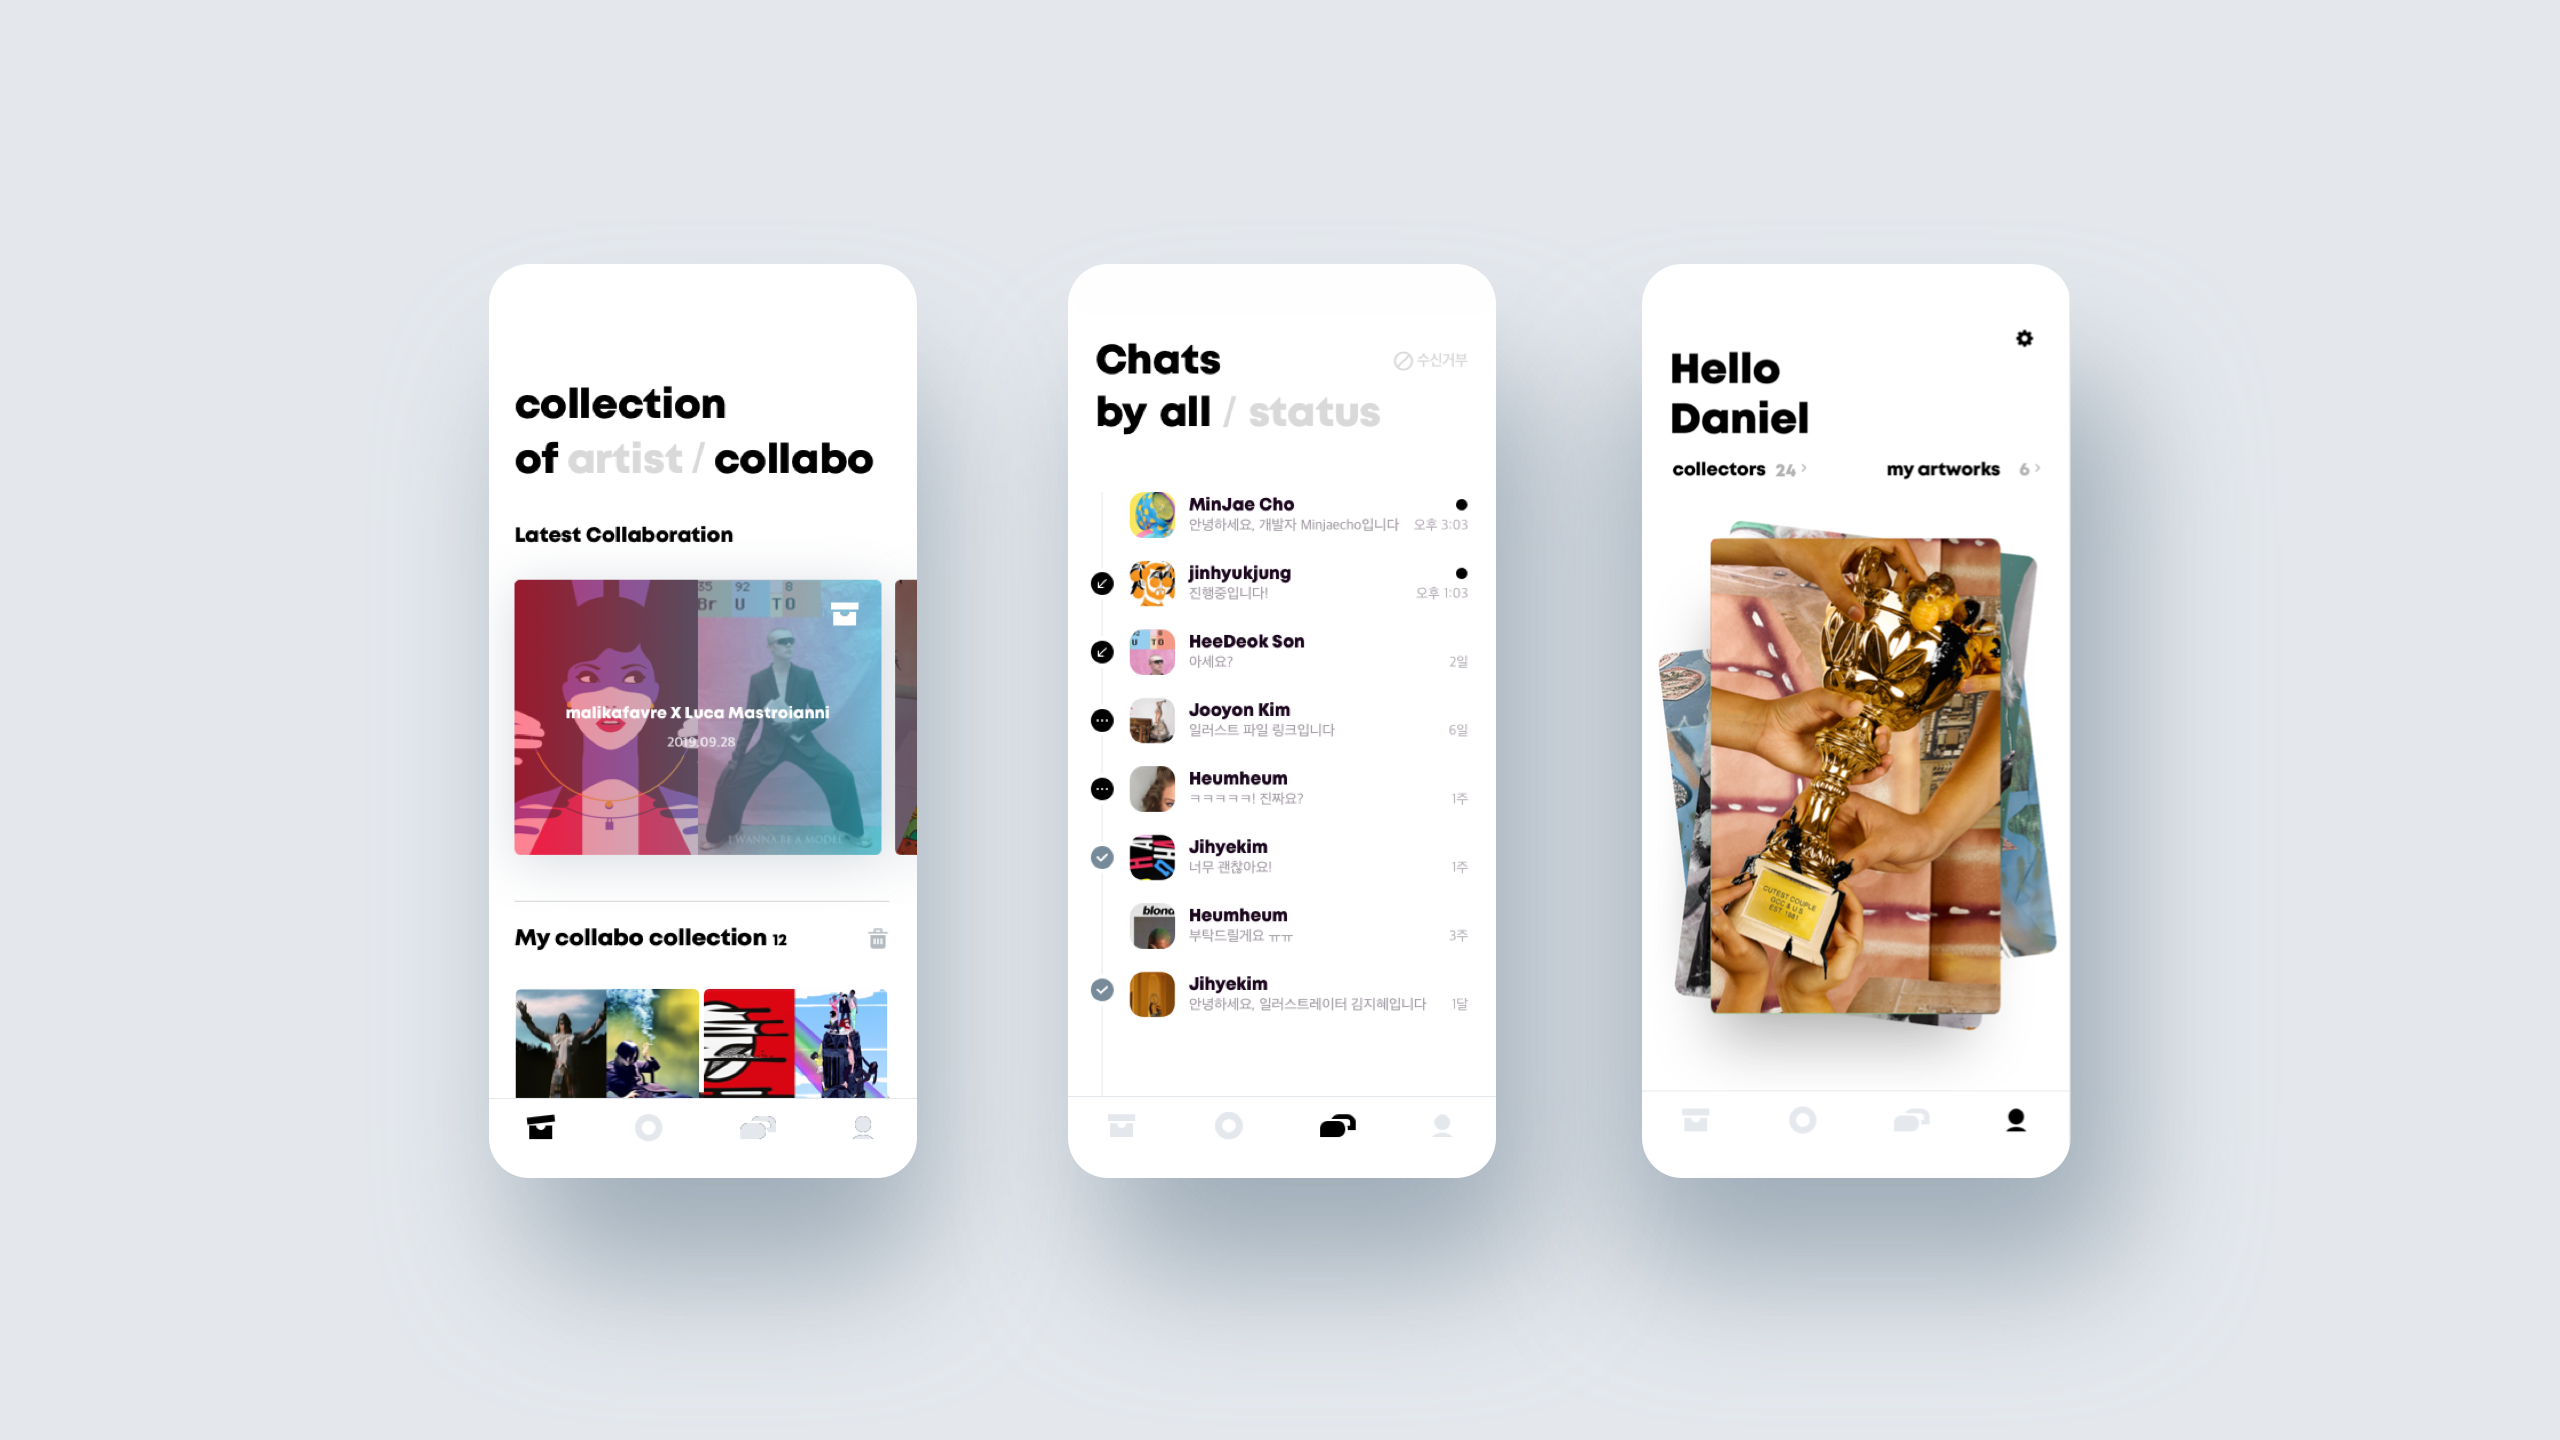 collection
of artist / collabo
Latest Collaboration
35 92 8
Br U TO
malikafavre X Luca Mastroianni
2019.09.28
I WANNA BE A MODEL
My collabo collection 12
Chats
수신거부
by all / status
MinJae Cho
안녕하세요, 개발자 Minjaecho입니다 오후 3:03
jinhyukjung
진행중입니다! 오후 1:03
U TO
HeeDeok Son
아세요? 2일
Jooyon Kim
일러스트 파일 링크입니다 6일
Heumheum
ㅋㅋㅋㅋㅋ! 진짜요? 1주
Jihyekim
너무 괜찮아요! 1주
blond
Heumheum
부탁드릴게요 ㅠㅠ 3주
Jihyekim
안녕하세요, 일러스트레이터 김지혜입니다 1달
Hello
Daniel
collectors 24 > my artworks 6 >
CUTEST COUPLE
GCC & U.S
EST 1981